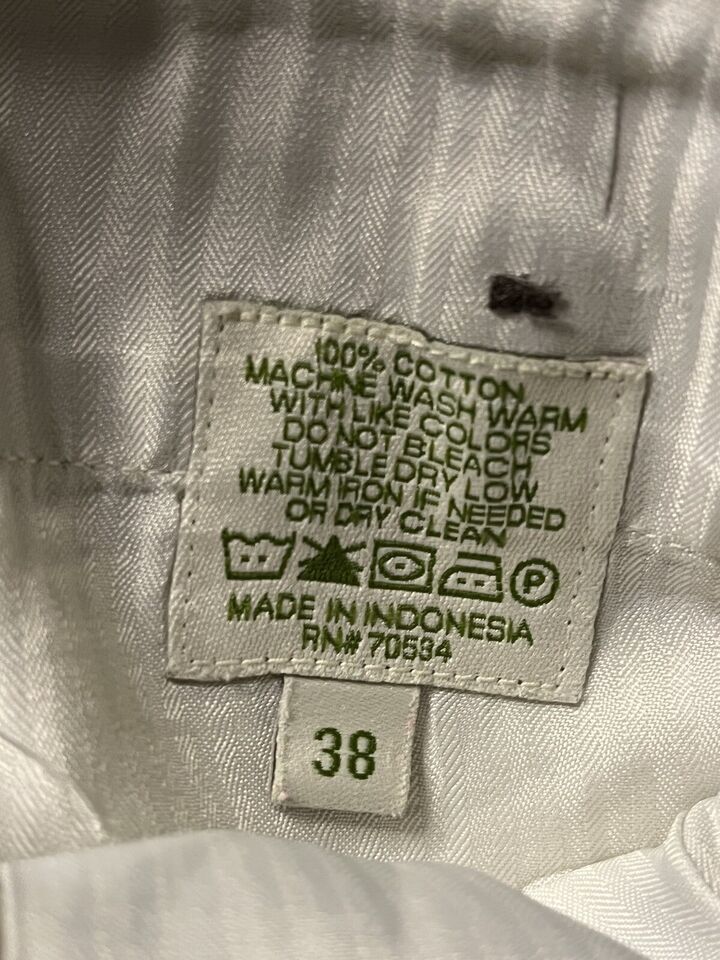 100% COTTON
MACHINE WASH WARM
WITH LIKE COLORS
DO NOT BLEACH
TUMBLE DRY LOW
WARM IRON IF NEEDED
OR DRY CLEAN
P
MADE IN INDONESIA
RN# 70534
38